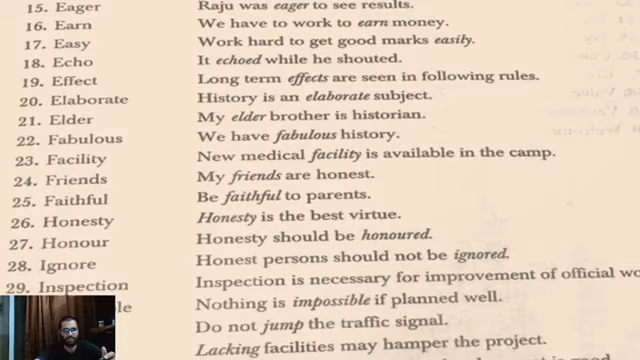 15. Eager Raju was eager to see results.
16. Earn We have to work to earn money.
17. Easy Work hard to get good marks easily.
18. Echo It echoed while he shouted.
19. Effect Long term effects are seen in following rules.
20. Elaborate History is an elaborate subject.
21. Elder My elder brother is historian.
22. Fabulous We have fabulous history.
23. Facility New medical facility is available in the camp.
24. Friends My friends are honest.
25. Faithful Be faithful to parents.
26. Honesty Honesty is the best virtue.
27. Honour Honesty should be honoured.
28. Ignore Honest persons should not be ignored.
29. Inspection Inspection is necessary for improvement of official wo
le Nothing is impossible if planned well.
Do not jump the traffic signal.
Lacking facilities may hamper the project.